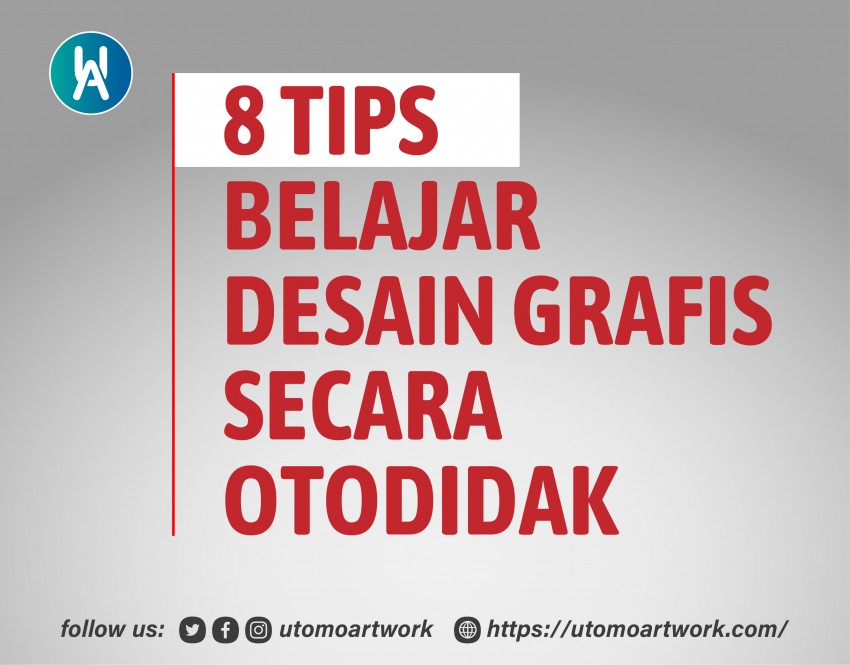 8 TIPS
BELAJAR
DESAIN GRAFIS
SECARA
OTODIDAK
follow us: utomoartwork https://utomoartwork.com/